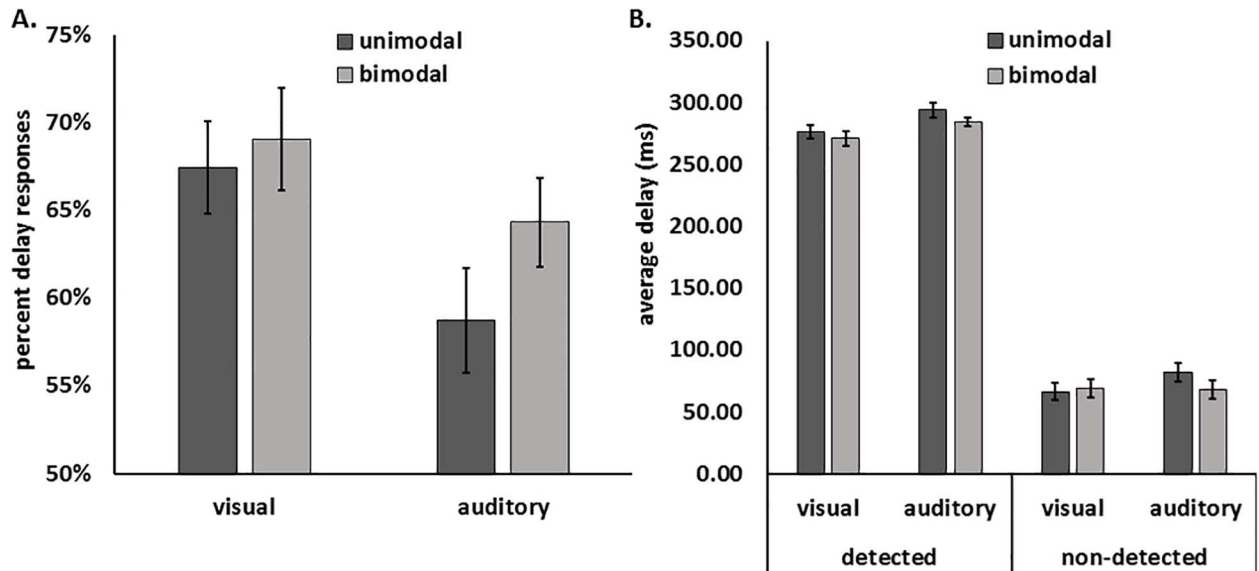 A.
percent delay responses
75%
70%
65%
60%
55%
50%
unimodal
bimodal
visual auditory
B.
average delay (ms)
350.00
300.00
250.00
200.00
150.00
100.00
50.00
0.00
unimodal
bimodal
visual auditory visual auditory
detected non-detected